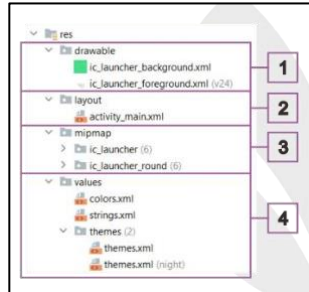 res
drawable
ic_launcher_background.xml
ic_launcher_foreground.xml (v24)
1
layout
activity_main.xml
2
mipmap
ic_launcher (6)
ic_launcher_round (6)
3
values
colors.xml
strings.xml
themes (2)
themes.xml
themes.xml (night)
4